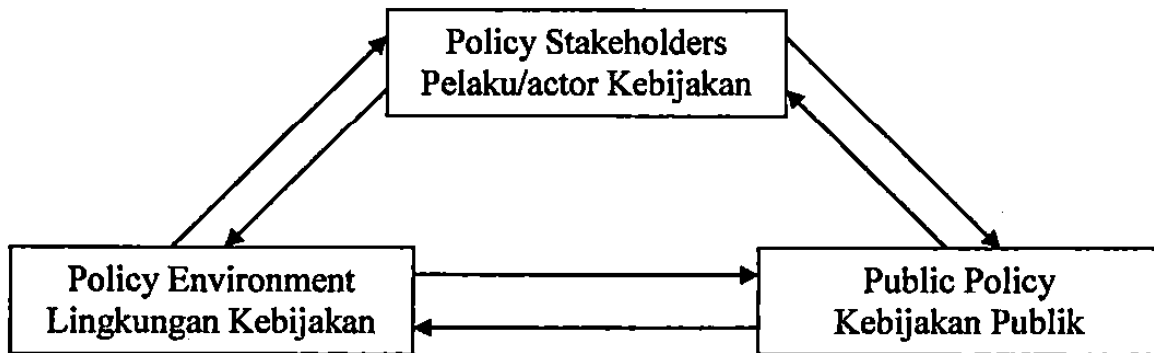 Policy Stakeholders
Pelaku/actor Kebijakan
Policy Environment
Lingkungan Kebijakan
Public Policy
Kebijakan Publik